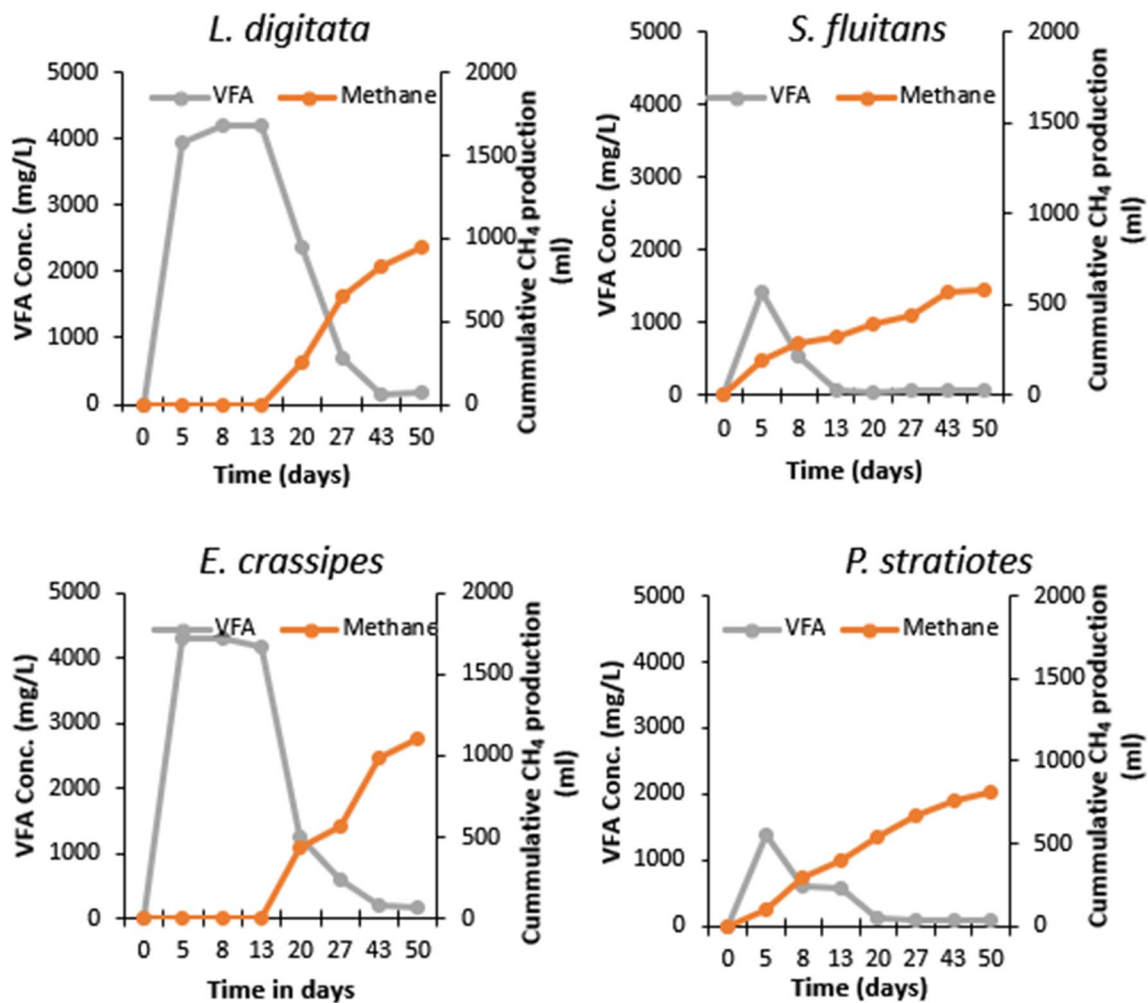 L. digitata
VFA Methane
VFA Conc. (mg/L)
5000
4000
3000
2000
1000
0
2000
1500
1000
500
0
Cummulative CH₄ production
(ml)
0 5 8 13 20 27 43 50
Time (days)
S. fluitans
VFA Methane
VFA Conc. (mg/L)
5000
4000
3000
2000
1000
0
2000
1500
1000
500
0
Cummulative CH₄ production
(ml)
0 5 8 13 20 27 43 50
Time (days)
E. crassipes
VFA Methane
VFA Conc. (mg/L)
5000
4000
3000
2000
1000
0
2000
1500
1000
500
0
Cummulative CH₄ production
(ml)
0 5 8 13 20 27 43 50
Time in days
P. stratiotes
VFA Methane
VFA Conc. (mg/L)
5000
4000
3000
2000
1000
0
2000
1500
1000
500
0
Cummulative CH₄ production
(ml)
0 5 8 13 20 27 43 50
Time (days)